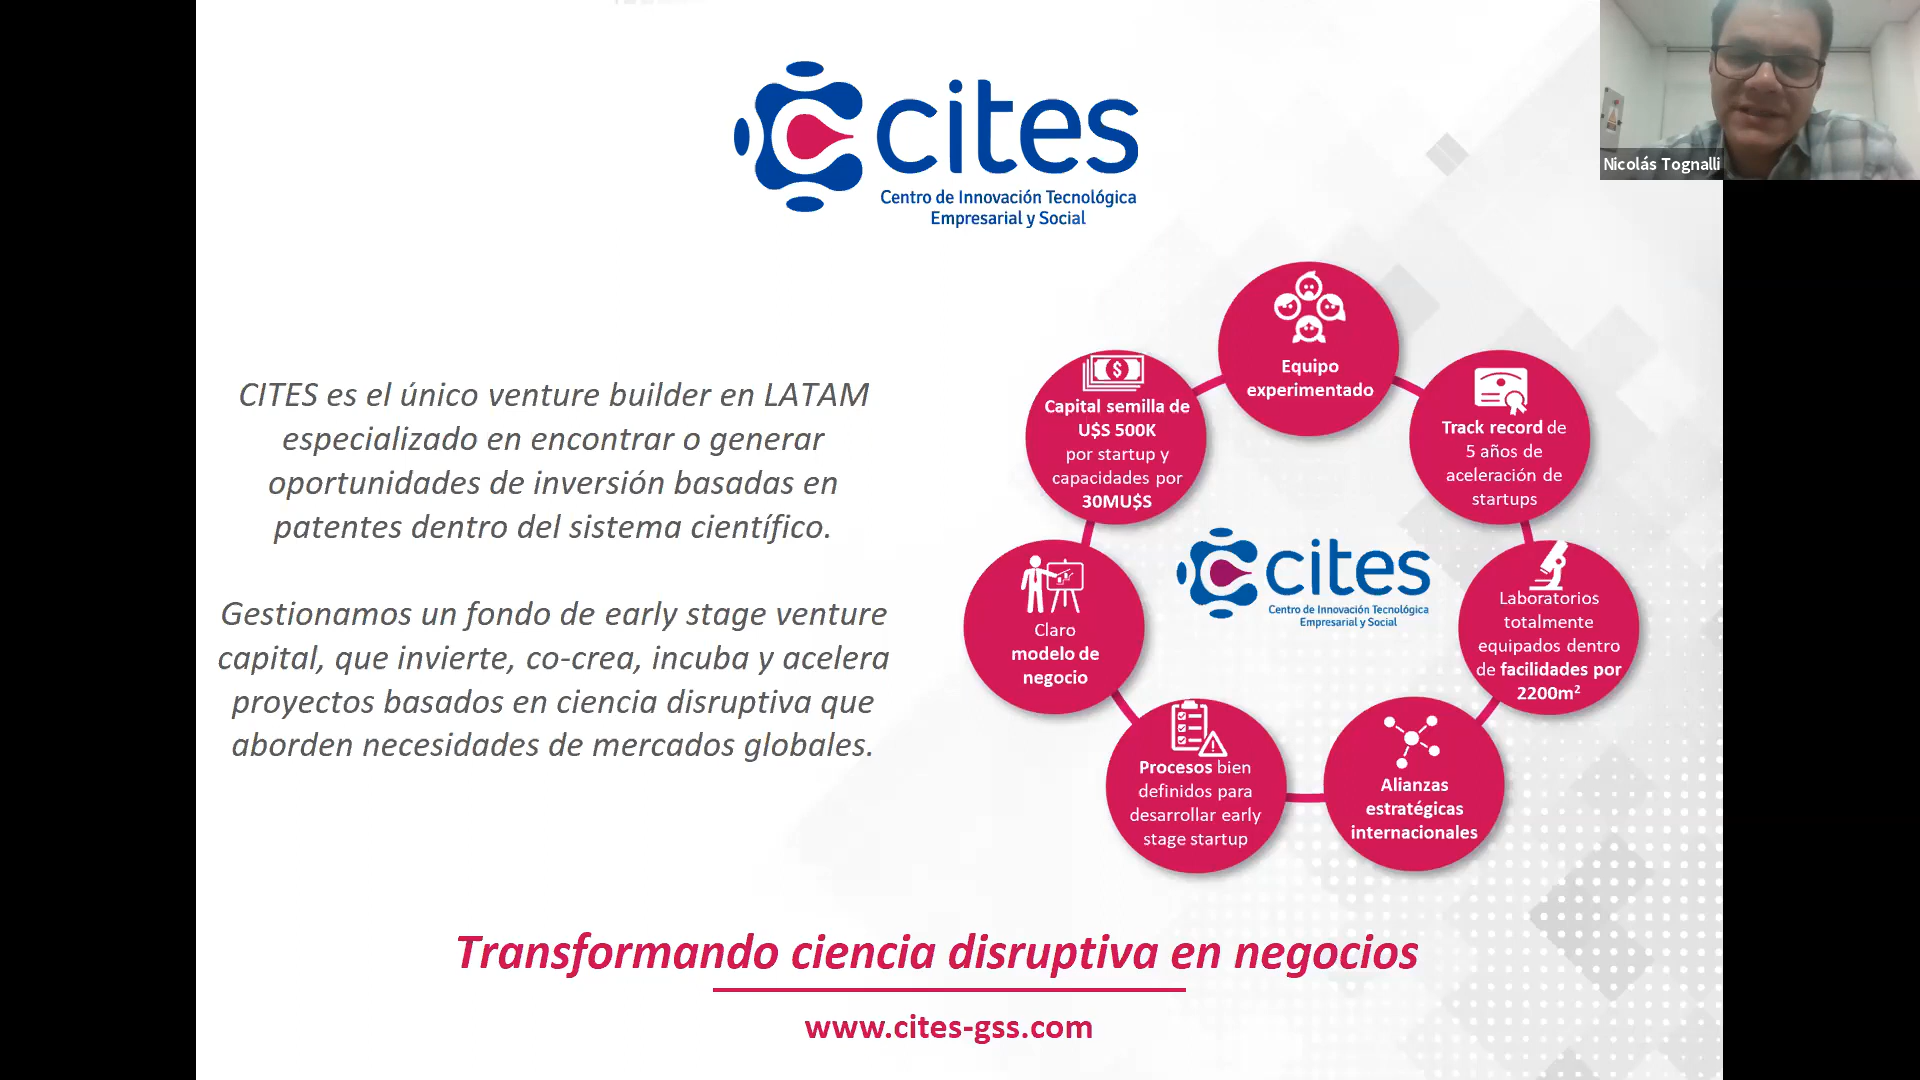 cites
Centro de Innovación Tecnológica
Empresarial y Social
Nicolás Tognalli
CITES es el único venture builder en LATAM
especializado en encontrar o generar
oportunidades de inversión basadas en
patentes dentro del sistema científico.
Gestionamos un fondo de early stage venture
capital, que invierte, co-crea, incuba y acelera
proyectos basados en ciencia disruptiva que
aborden necesidades de mercados globales.
Equipo
experimentado
Track record de
5 años de
aceleración de
startups
Laboratorios
totalmente
equipados dentro
de facilidades por
2200m²
Alianzas
estratégicas
internacionales
Procesos bien
definidos para
desarrollar early
stage startup
Claro
modelo de
negocio
Capital semilla de
U$S 500K
por startup y
capacidades por
30MU$S
cites
Centro de Innovación Tecnológica
Empresarial y Social
Transformando ciencia disruptiva en negocios
www.cites-gss.com